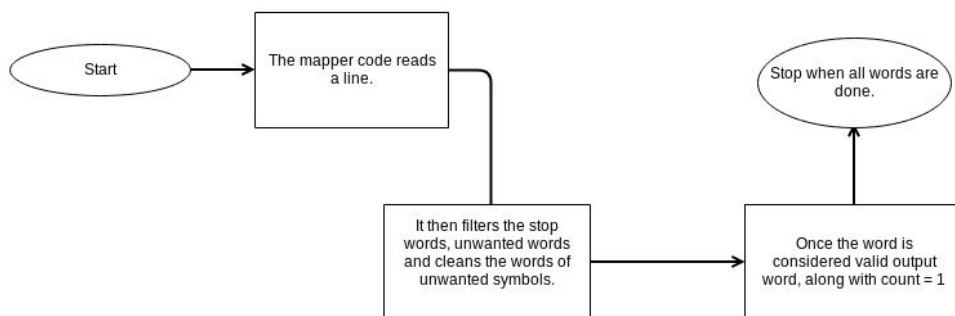 Start
The mapper code reads
a line.
Stop when all words are
done.
It then filters the stop
words, unwanted words
and cleans the words of
unwanted symbols.
Once the word is
considered valid output
word, along with count = 1